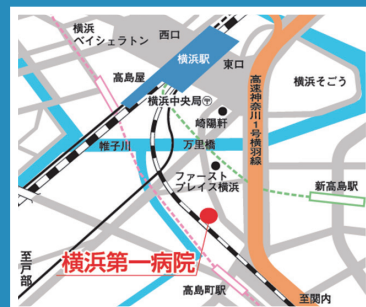 横浜
ベイシェラトン
西口
横浜駅
東口
高島屋
横浜中央局〒
崎陽軒
横浜そごう
高速神奈川1号横羽線
帷子川
万里橋
ファースト
プレイス横浜
新高島駅
至戸部
横浜第一病院
高島町駅
至関内